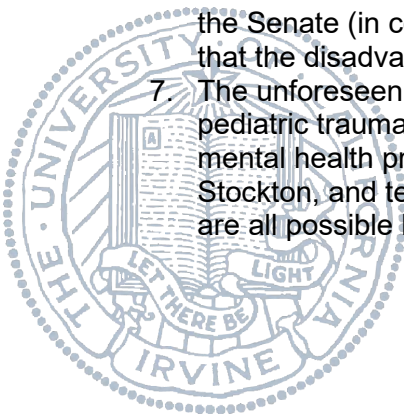 the Senate (in c
that the disadva
7. The unforeseen
pediatric trauma
mental health pr
Stockton, and te
are all possible
THE UNIVERSITY OF CALIFORNIA
A
LET THERE BE LIGHT
IRVINE